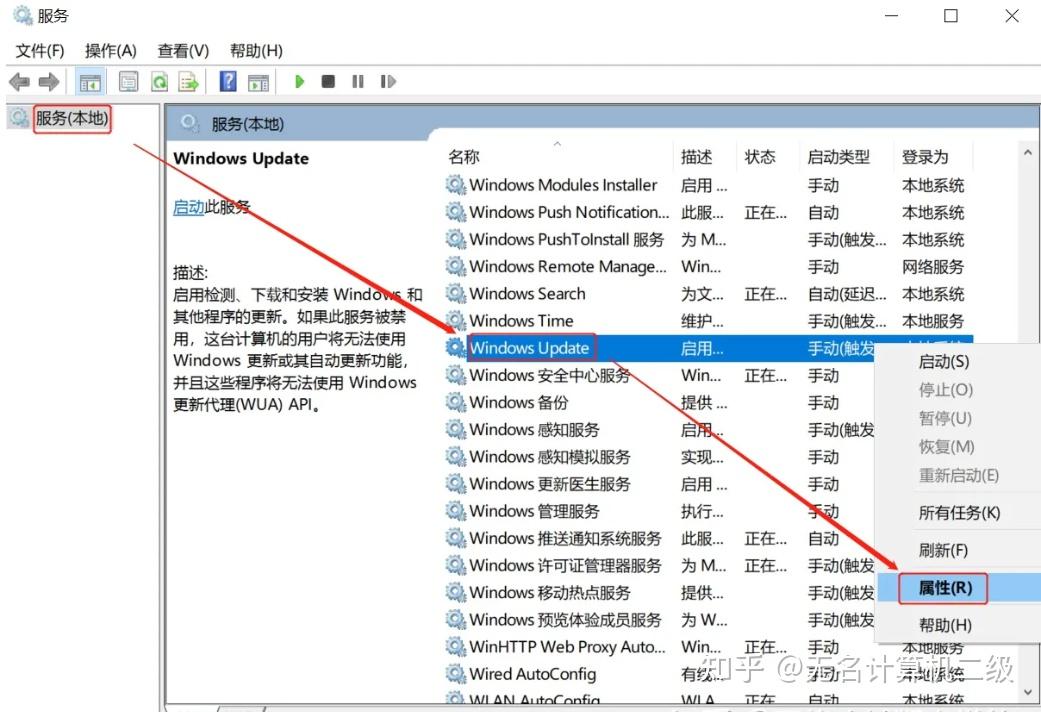 服务
文件(F) 操作(A) 查看(V) 帮助(H)
服务(本地)
服务(本地)
Windows Update
启动此服务
描述:
启用检测、下载和安装 Windows 和
其他程序的更新。如果此服务被禁
用，这台计算机的用户将无法使用
Windows 更新或其自动更新功能，
并且这些程序将无法使用 Windows
更新代理(WUA) API。
名称 描述 状态 启动类型 登录为
Windows Modules Installer 启用 ... 手动 本地系统
Windows Push Notification... 此服... 正在... 自动 本地系统
Windows PushToInstall 服务 为 M... 手动(触发... 本地系统
Windows Remote Manage... Win... 手动 网络服务
Windows Search 为文... 正在... 自动(延迟... 本地系统
Windows Time 维护... 手动(触发... 本地服务
Windows Update 启用... 手动(触发
Windows 安全中心服务 Win... 正在... 手动
Windows 备份 提供 ... 手动
Windows 感知服务 启用... 手动(触发
Windows 感知模拟服务 实现... 手动
Windows 更新医生服务 启用 ... 手动
Windows 管理服务 执行... 手动
Windows 推送通知系统服务 此服... 正在... 自动
Windows 许可证管理器服务 为 M... 正在... 手动(触发
Windows 移动热点服务 提供... 手动(触发
Windows 预览体验成员服务 为 W... 手动(触发
WinHTTP Web Proxy Auto... Win... 正在... 手动 本地服务
Wired AutoConfig 有线... 手动 本地系统
WLAN AutoConfig WLA... 正在... 自动 本地系统
启动(S)
停止(O)
暂停(U)
恢复(M)
重新启动(E)
所有任务(K)
刷新(F)
属性(R)
帮助(H)
知乎 @无名计算机二级